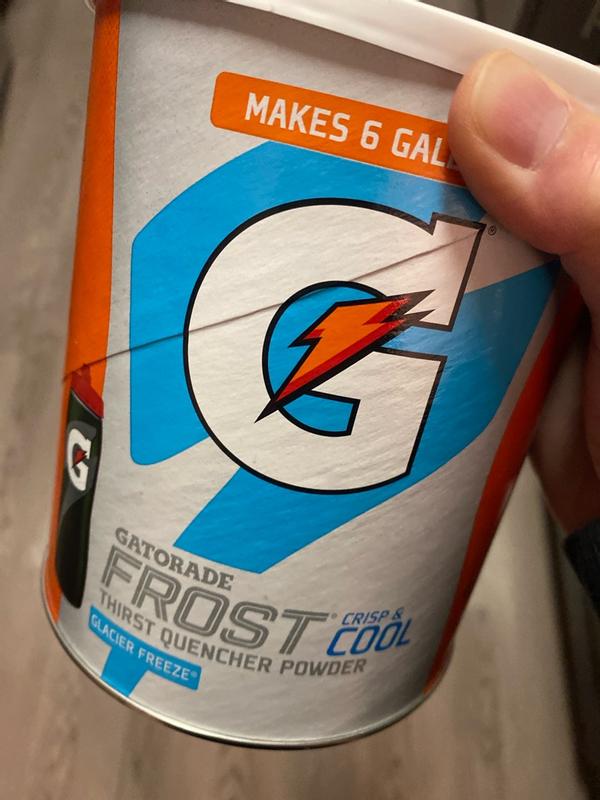 MAKES 6 GAL
G
G
GATORADE
FROST®
THIRST QUENCHER POWDER
CRISP &
COOL
GLACIER FREEZE®